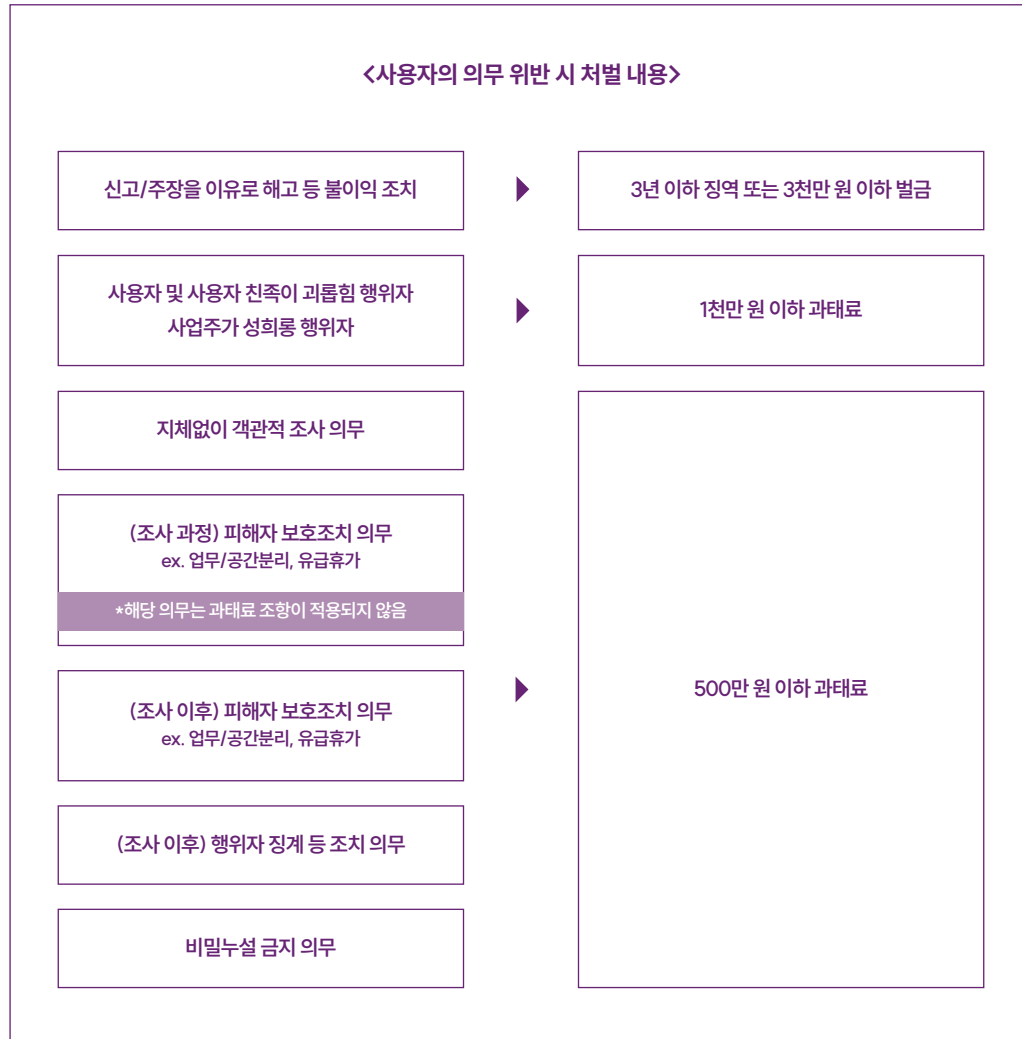 <사용자의 의무 위반 시 처벌 내용>
신고/주장을 이유로 해고 등 불이익 조치
3년 이하 징역 또는 3천만 원 이하 벌금
사용자 및 사용자 친족이 괴롭힘 행위자
사업주가 성희롱 행위자
1천만 원 이하 과태료
지체없이 객관적 조사 의무
(조사 과정) 피해자 보호조치 의무
ex. 업무/공간분리, 유급휴가
*해당 의무는 과태료 조항이 적용되지 않음
(조사 이후) 피해자 보호조치 의무
ex. 업무/공간분리, 유급휴가
(조사 이후) 행위자 징계 등 조치 의무
비밀누설 금지 의무
500만 원 이하 과태료